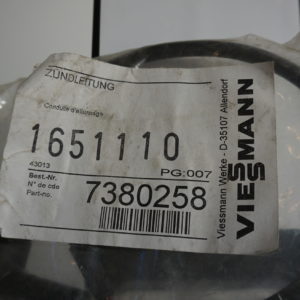 ZÜNDLEITUNG
Conduite d'allumage
1651110
43013
PG:007
Best.-Nr.
N° de cde
Part-no.
7380258
Viessmann Werke - D-35107 Allendorf
VIESSMANN